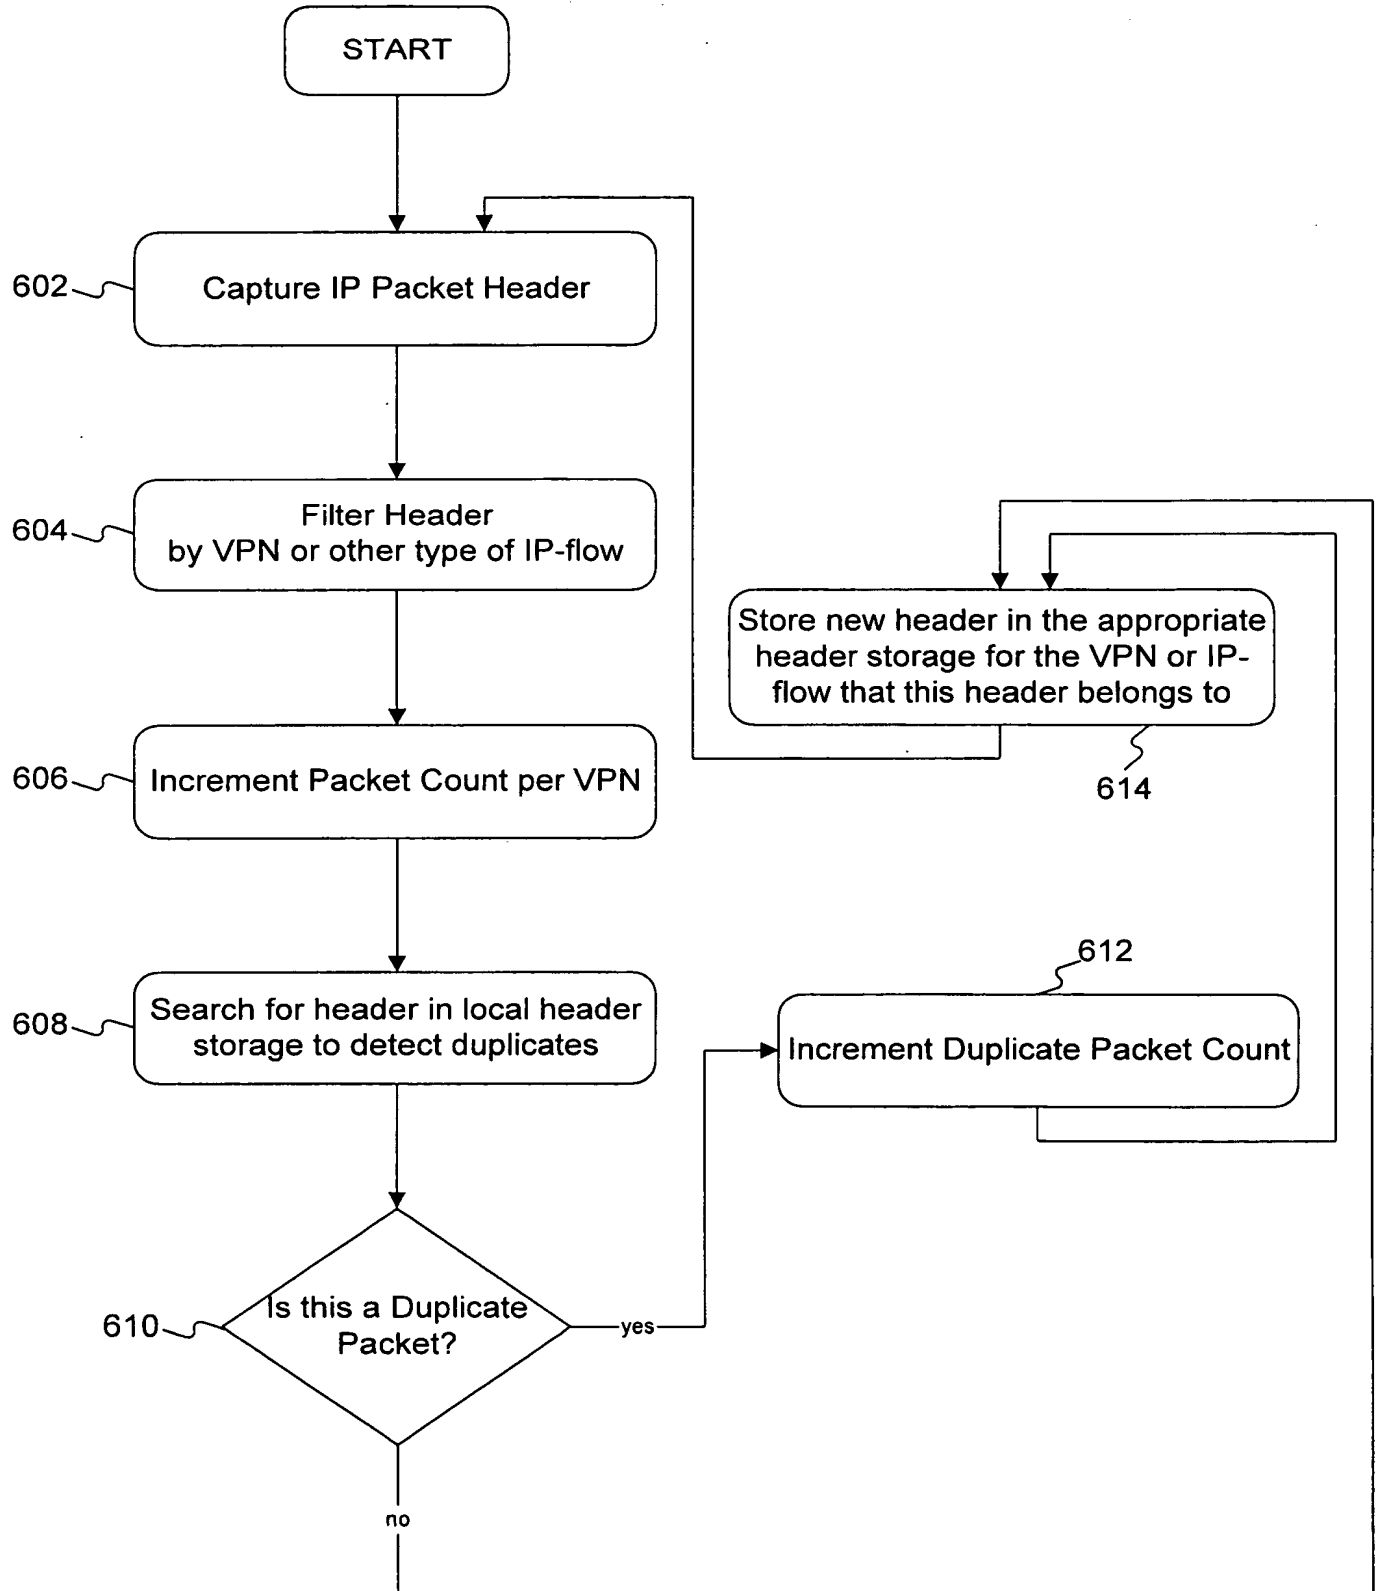 START
602
Capture IP Packet Header
604
Filter Header
by VPN or other type of IP-flow
Store new header in the appropriate
header storage for the VPN or IP-
flow that this header belongs to
606
Increment Packet Count per VPN
614
612
608
Search for header in local header
storage to detect duplicates
Increment Duplicate Packet Count
610
Is this a Duplicate
Packet?
yes
no